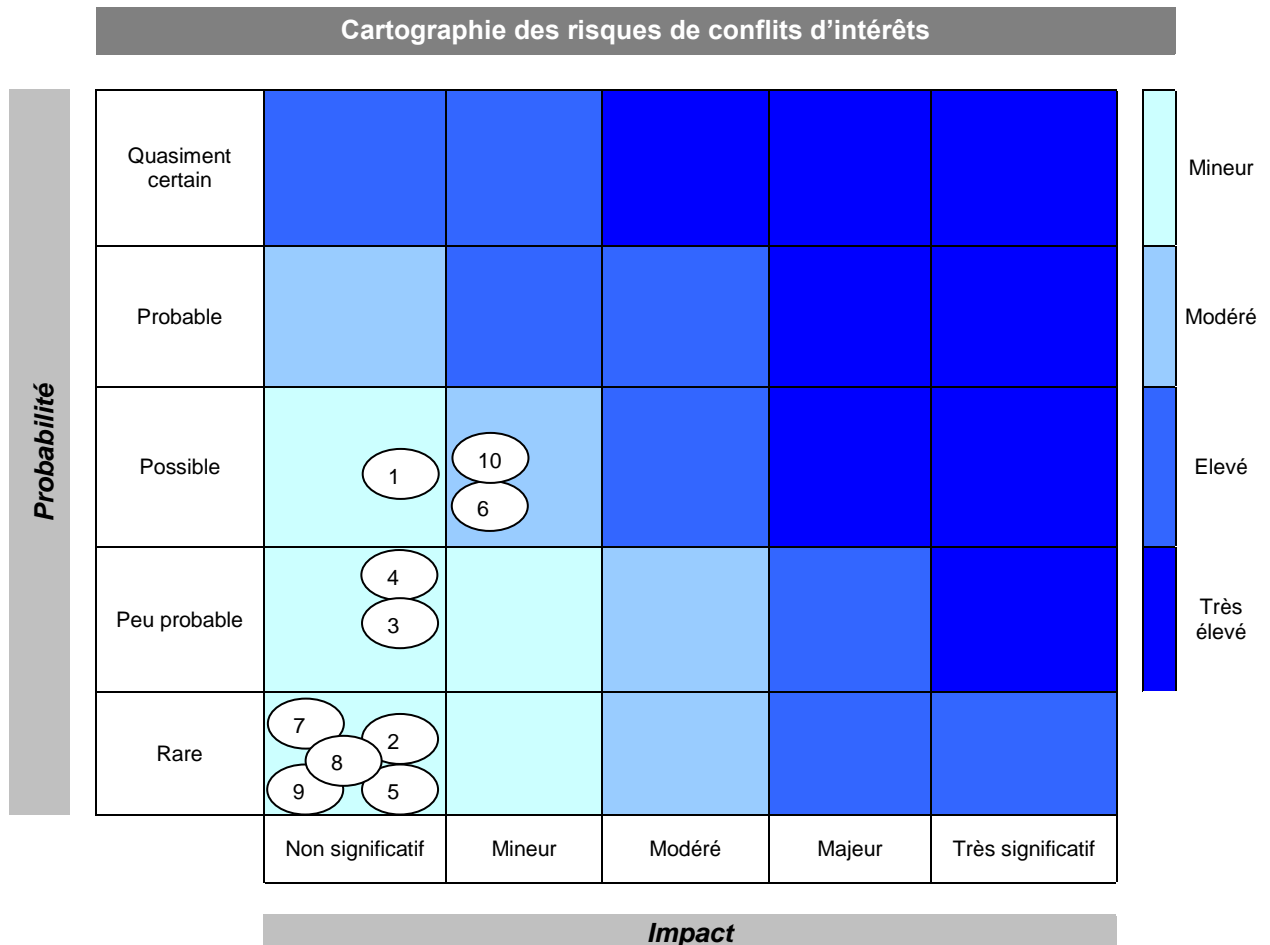 Cartographie des risques de conflits d'intérêts
Probabilité
Quasiment
certain
Mineur
Probable
Modéré
Possible
1
10
6
Elevé
Peu probable
4
3
Très
élevé
Rare
7
2
8
9
5
Non significatif
Mineur
Modéré
Majeur
Très significatif
Impact